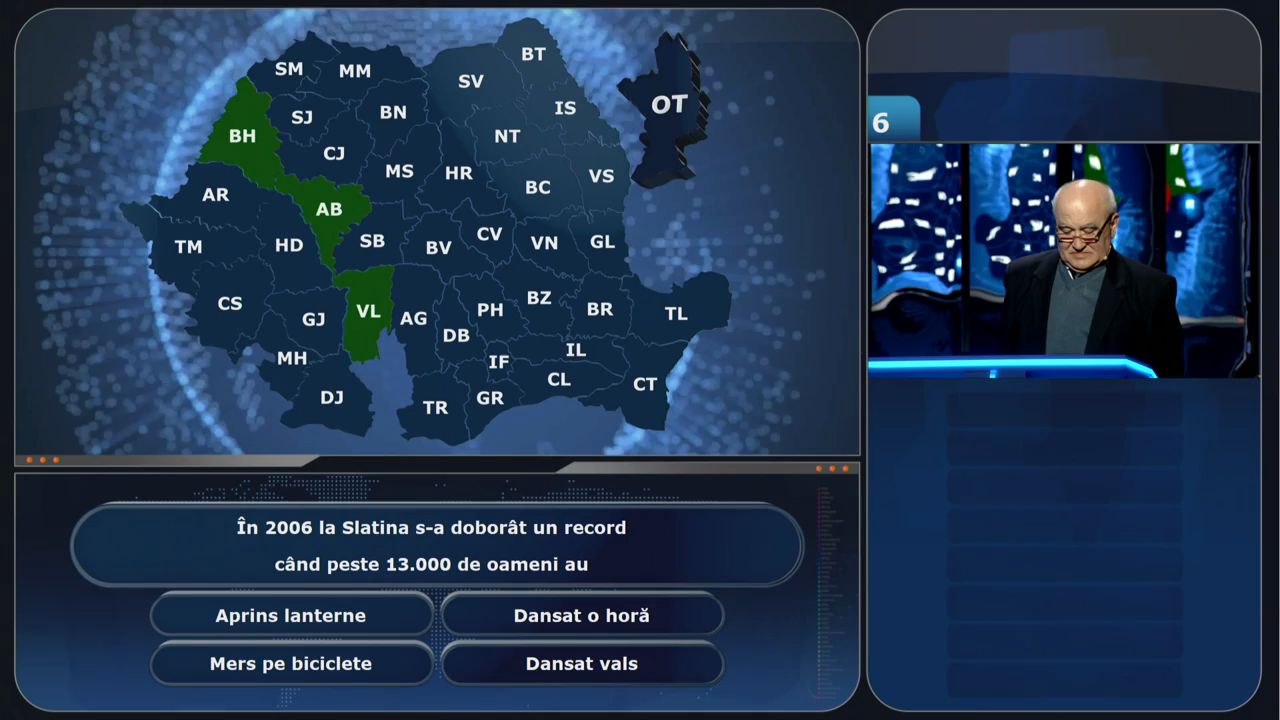 BT
SM
MM
SV
OT
IS
SJ
BN
BH
NT
CJ
MS
HR
VS
BC
AR
AB
TM
HD
SB
BV
CV
VN
GL
CS
GJ
VL
AG
PH
BZ
BR
TL
DB
MH
IF
IL
CL
CT
DJ
TR
GR
6
În 2006 la Slatina s-a doborât un record
când peste 13.000 de oameni au
Aprins lanterne
Dansat o horă
Mers pe biciclete
Dansat vals